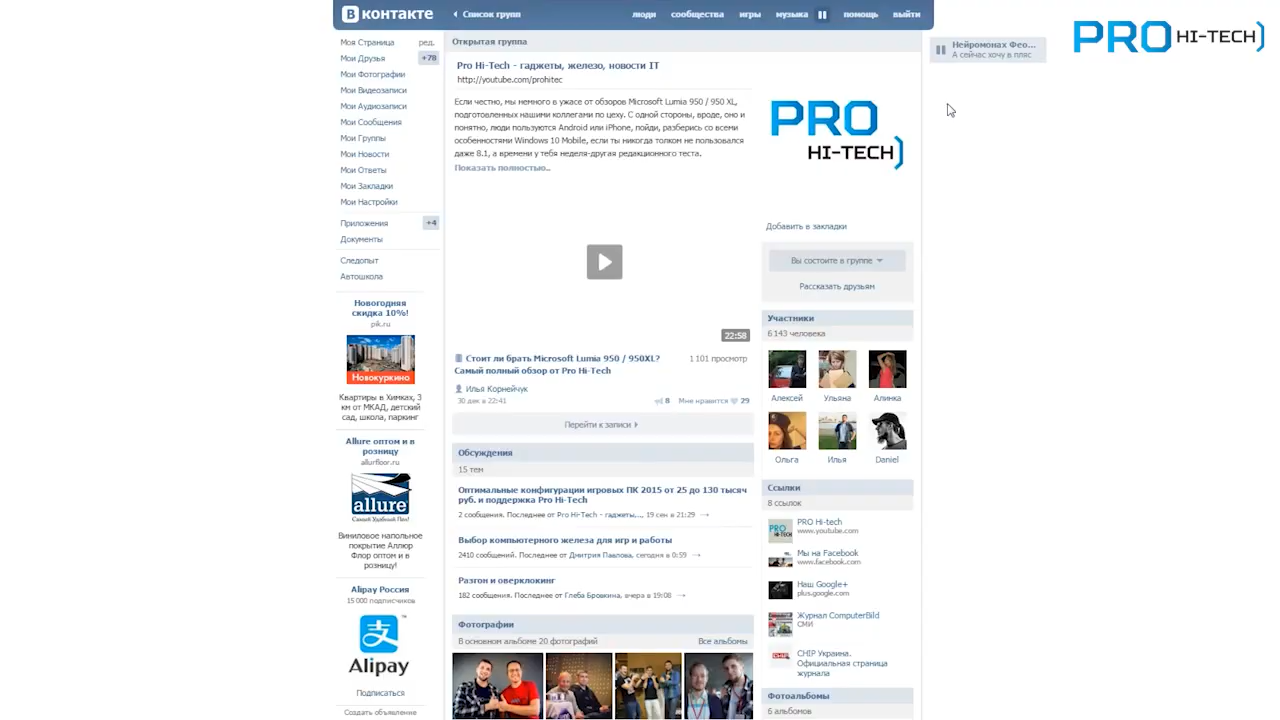 В контакте
Список групп
люди
сообщества
игры
музыка
помощь
выйти
Моя Страница
ред.
Мои Друзья
+78
Мои Фотографии
Мои Видеозаписи
Мои Аудиозаписи
Мои Сообщения
Мои Группы
Мои Новости
Мои Ответы
Мои Закладки
Мои Настройки
Приложения
+4
Документы
Следопыт
Автошкола
Новогодняя
скидка 10%!
pik.ru
Новокуркино
Квартиры в Химках, 3
км от МКАД, детский
сад, школа, паркинг
Allure оптом и в
розницу
allurfloor.ru
allure
Самый Удобный Пол!
Виниловое напольное
покрытие Аллюр
Флор оптом и в
розницу!
Alipay Россия
15 000 подписчиков
Alipay
Подписаться
Создать объявление
Открытая группа
Pro Hi-Tech - гаджеты, железо, новости IT
http://youtube.com/prohitec
Если честно, мы немного в ужасе от обзоров Microsoft Lumia 950 / 950 XL,
подготовленных нашими коллегами по цеху. С одной стороны, вроде, оно и
понятно, люди пользуются Android или iPhone, пойди, разберись со всеми
особенностями Windows 10 Mobile, если ты никогда толком не пользовался
даже 8.1, а времени у тебя неделя-другая редакционного теста.
Показать полностью..
22:58
Стоит ли брать Microsoft Lumia 950 / 950XL?
Самый полный обзор от Pro Hi-Tech
1 101 просмотр
Илья Корнейчук
30 дек в 22:41
8
Мне нравится
29
Перейти к записи
Обсуждения
15 тем
Оптимальные конфигурации игровых ПК 2015 от 25 до 130 тысяч
руб. и поддержка Pro Hi-Tech
2 сообщения. Последнее от Pro Hi-Tech - гаджеты,.., 19 сен в 21:29 →
Выбор компьютерного железа для игр и работы
2410 сообщений. Последнее от Дмитрия Павлова, сегодня в 0:59 →
Разгон и оверклокинг
182 сообщения. Последнее от Глеба Бровкина, вчера в 19:08 →
Фотографии
В основном альбоме 20 фотографий
Все альбомы
PRO
HI-TECH
Добавить в закладки
Вы состоите в группе
Рассказать друзьям
Участники
6 143 человека
Алексей
Ульяна
Алинка
Ольга
Илья
Daniel
Ссылки
8 ссылок
PRO
HI-TECH
PRO Hi-tech
www.youtube.com
Мы на Facebook
www.facebook.com
Наш Google+
plus.google.com
Журнал ComputerBild
СМИ
CHIP
CHIP Украина.
Официальная страница
журнала
Фотоальбомы
6 альбомов
Нейромонах Фео...
А сейчас хочу в пляс
PRO HI-TECH